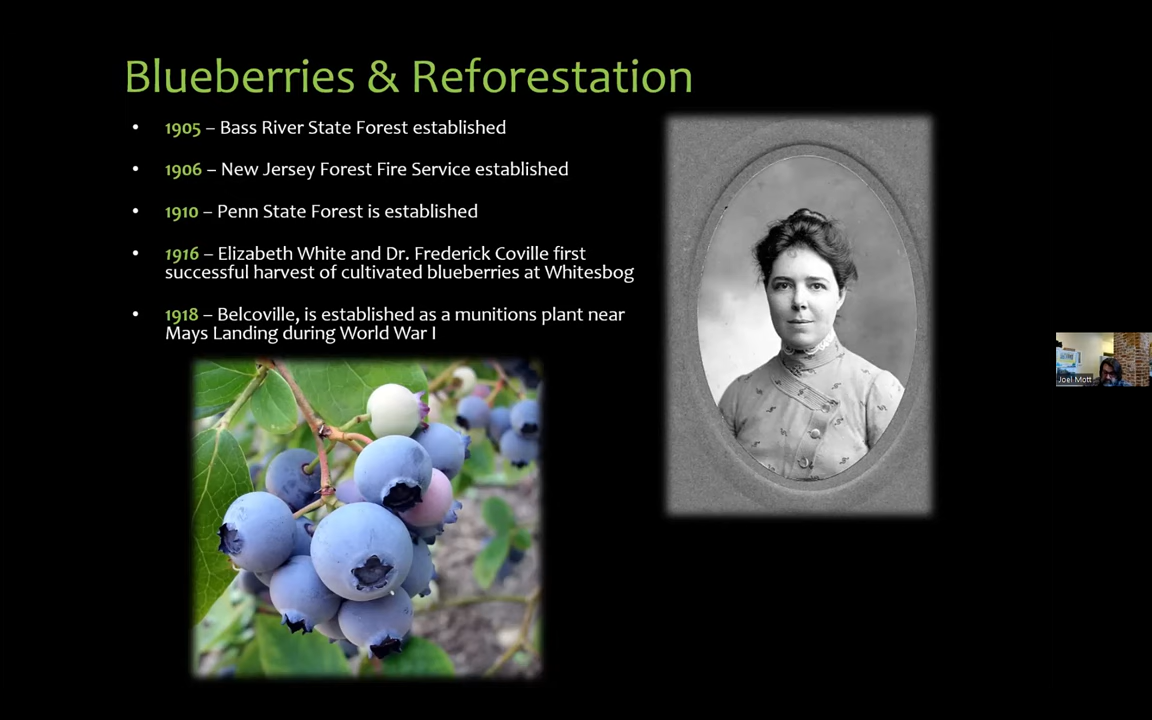 Blueberries & Reforestation
• 1905 – Bass River State Forest established
• 1906 – New Jersey Forest Fire Service established
• 1910 – Penn State Forest is established
• 1916 – Elizabeth White and Dr. Frederick Coville first
successful harvest of cultivated blueberries at Whitesbog
• 1918 – Belcoville, is established as a munitions plant near
Mays Landing during World War I
Joel Mott